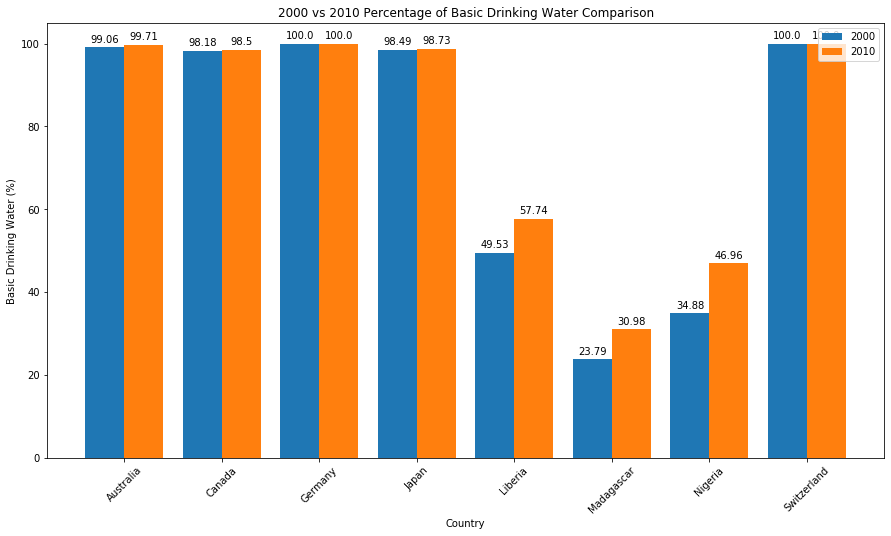 2000 vs 2010 Percentage of Basic Drinking Water Comparison
2000
2010
Basic Drinking Water (%)
100
80
60
40
20
0
99.06 99.71
98.18 98.5
100.0 100.0
98.49 98.73
49.53 57.74
23.79 30.98
34.88 46.96
100.0
Australia
Canada
Germany
Japan
Liberia
Madagascar
Nigeria
Switzerland
Country